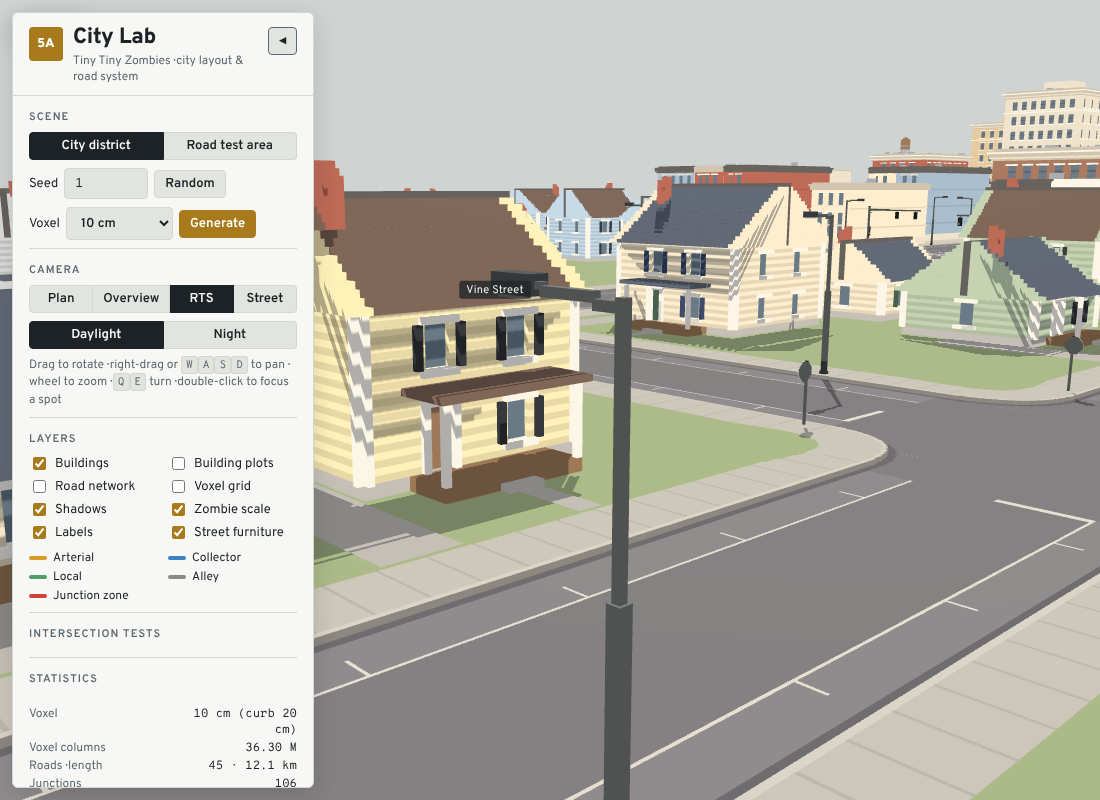 5A
City Lab
Tiny Tiny Zombies · city layout &
road system
◄
SCENE
City district
Road test area
Seed
1
Random
Voxel
10 cm
Generate
CAMERA
Plan
Overview
RTS
Street
Daylight
Night
Drag to rotate · right-drag or W A S D to pan ·
wheel to zoom · Q E turn · double-click to focus
a spot
LAYERS
Buildings
Building plots
Road network
Voxel grid
Shadows
Zombie scale
Labels
Street furniture
Arterial
Collector
Local
Alley
Junction zone
INTERSECTION TESTS
STATISTICS
Voxel 10 cm (curb 20
cm)
Voxel columns 36.30 M
Roads · length 45 · 12.1 km
Junctions 106
Vine Street